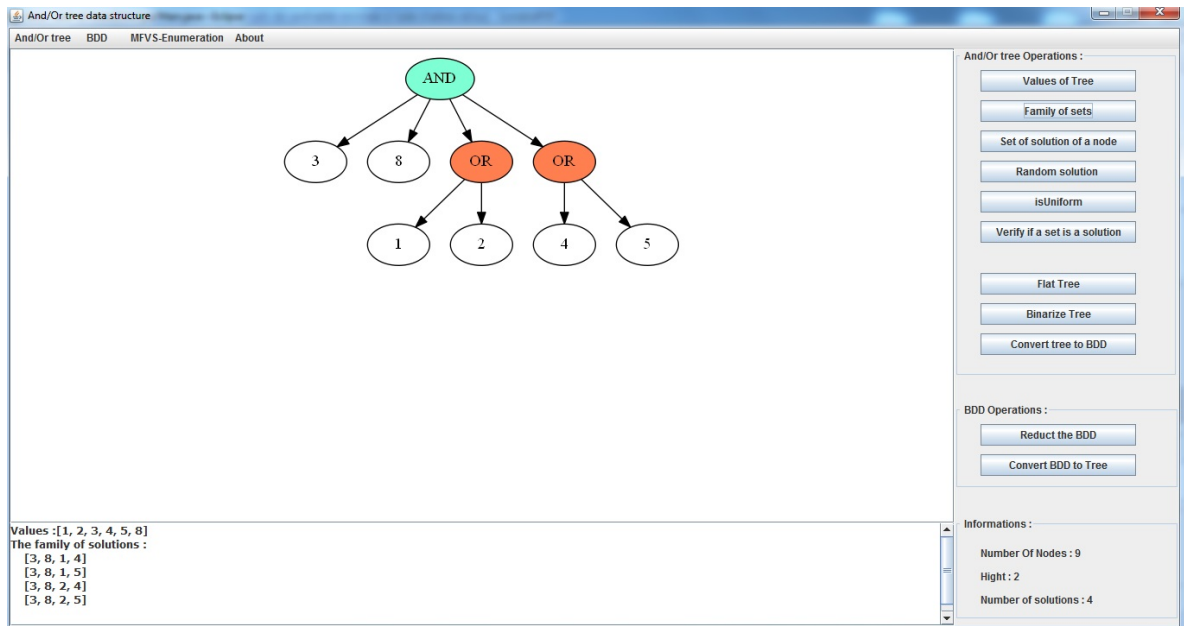 And/Or tree data structure
And/Or tree BDD MFVS-Enumeration About
AND
3 8 OR OR
1 2 4 5
Values :[1, 2, 3, 4, 5, 8]
The family of solutions :
[3, 8, 1, 4]
[3, 8, 1, 5]
[3, 8, 2, 4]
[3, 8, 2, 5]
And/Or tree Operations :
Values of Tree
Family of sets
Set of solution of a node
Random solution
isUniform
Verify if a set is a solution
Flat Tree
Binarize Tree
Convert tree to BDD
BDD Operations :
Reduct the BDD
Convert BDD to Tree
Informations :
Number Of Nodes : 9
Hight : 2
Number of solutions : 4